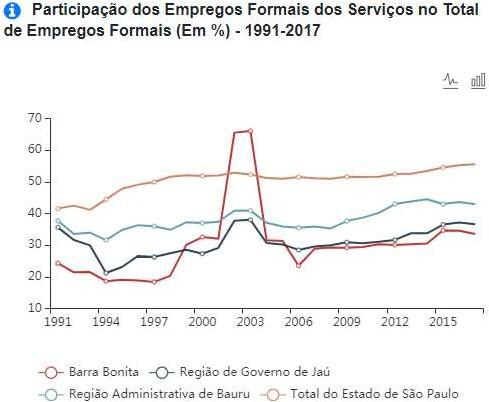 Participação dos Empregos Formais dos Serviços no Total
de Empregos Formais (Em %) - 1991-2017
70
60
50
40
30
20
10
1991 1994 1997 2000 2003 2006 2009 2012 2015
Barra Bonita Região de Governo de Jaú
Região Administrativa de Bauru Total do Estado de São Paulo